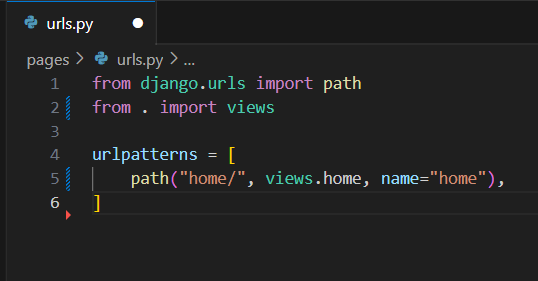 urls.py
pages > urls.py > ...
1 from django.urls import path
2 from . import views
3
4 urlpatterns = [
5     path("home/", views.home, name="home"),
6 ]